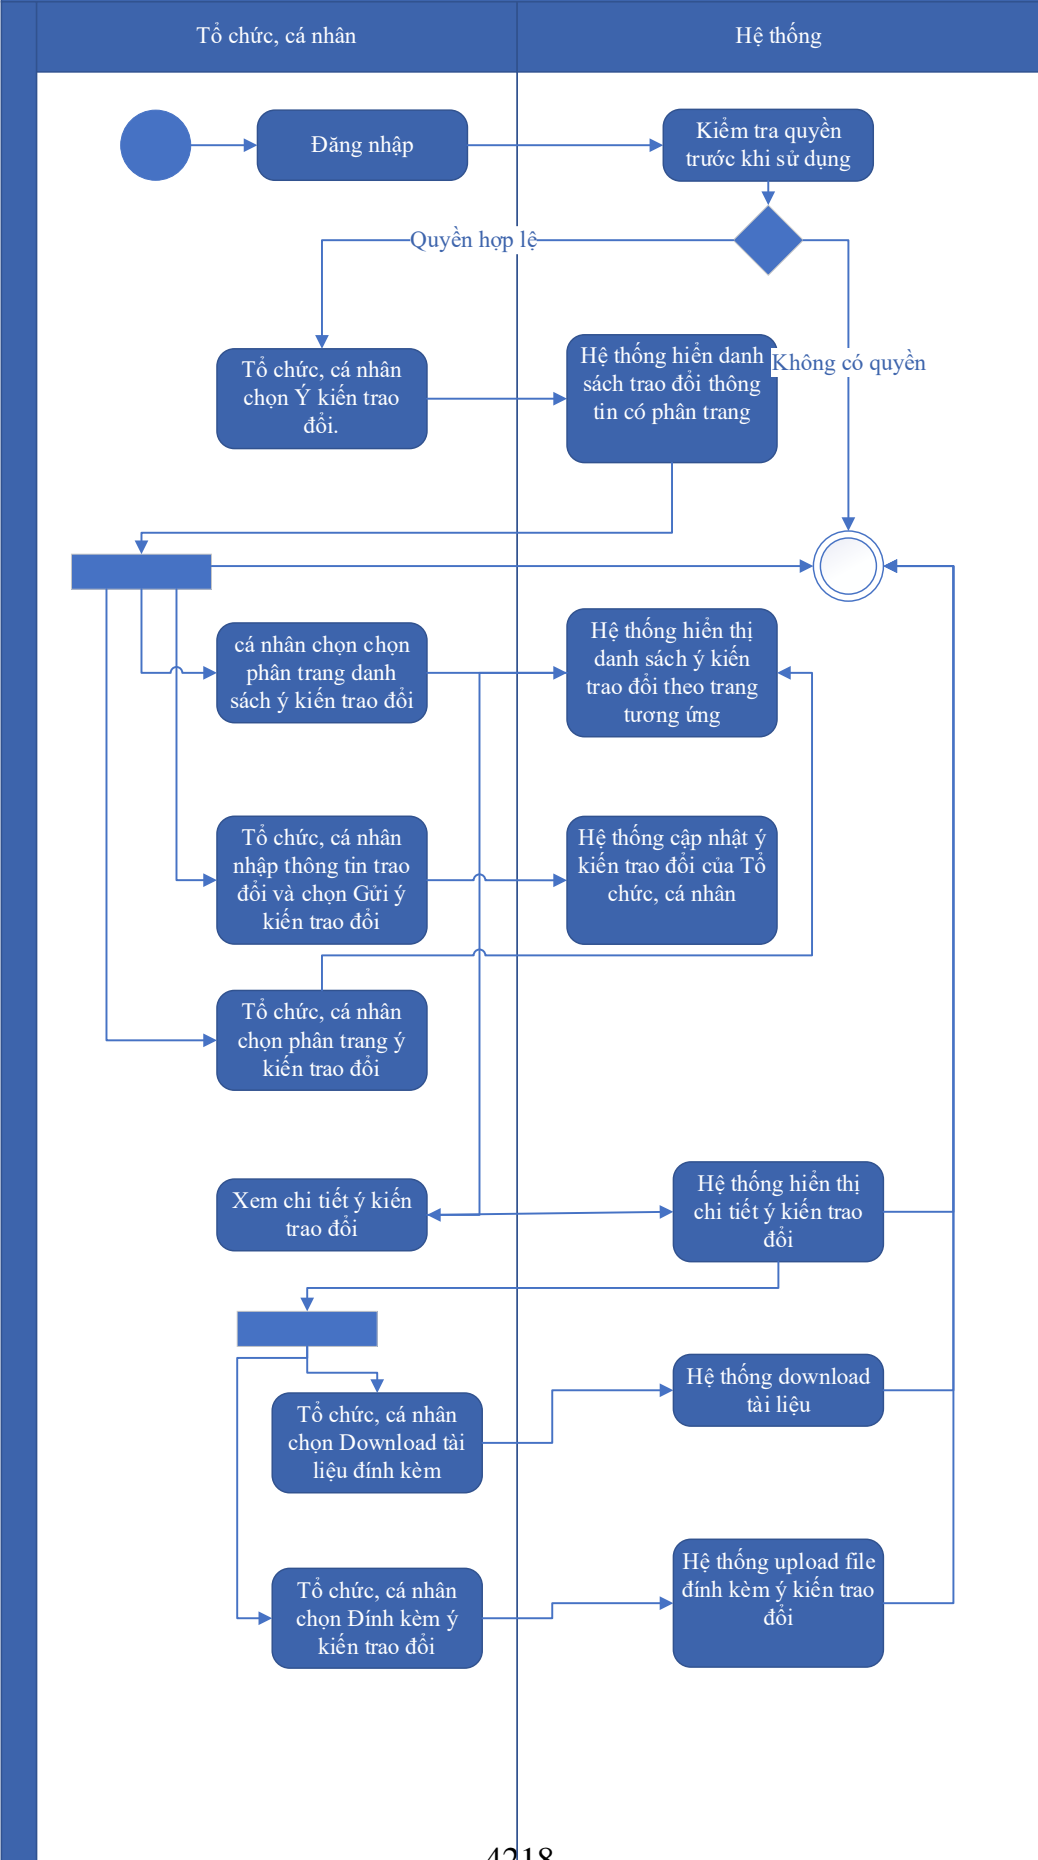 Tổ chức, cá nhân
Hệ thống
Đăng nhập
Kiểm tra quyền
trước khi sử dụng
Quyền hợp lệ
Tổ chức, cá nhân
chọn Ý kiến trao
đổi.
Hệ thống hiển danh
sách trao đổi thông
tin có phân trang
Không có quyền
cá nhân chọn chọn
phân trang danh
sách ý kiến trao đổi
Hệ thống hiển thị
danh sách ý kiến
trao đổi theo trang
tương ứng
Tổ chức, cá nhân
nhập thông tin trao
đổi và chọn Gửi ý
kiến trao đổi
Hệ thống cập nhật ý
kiến trao đổi của Tổ
chức, cá nhân
Tổ chức, cá nhân
chọn phân trang ý
kiến trao đổi
Xem chi tiết ý kiến
trao đổi
Hệ thống hiển thị
chi tiết ý kiến trao
đổi
Tổ chức, cá nhân
chọn Download tài
liệu đính kèm
Hệ thống download
tài liệu
Tổ chức, cá nhân
chọn Đính kèm ý
kiến trao đổi
Hệ thống upload file
đính kèm ý kiến trao
đổi
4218